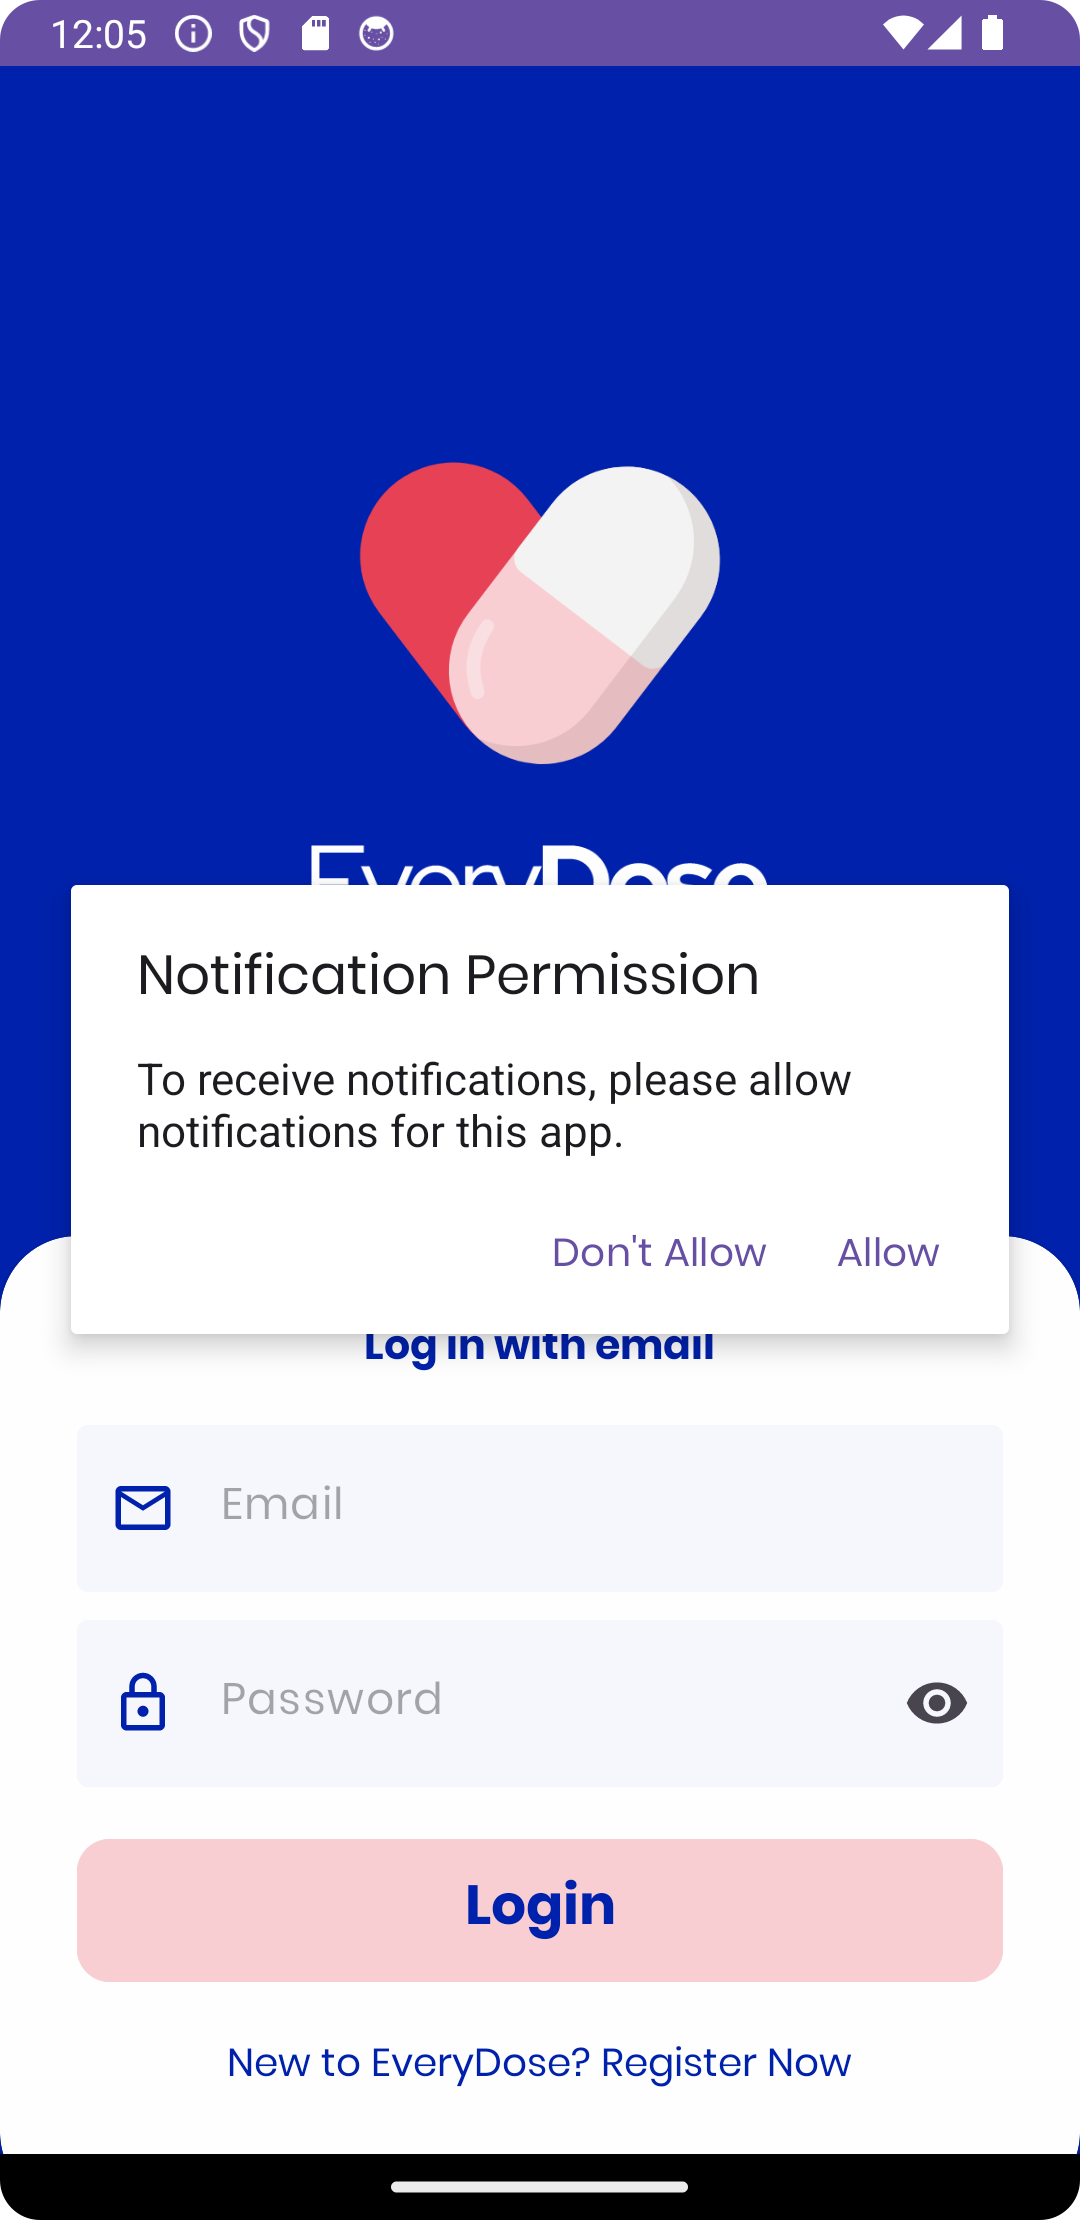 12:05
EveryDose
Notification Permission
To receive notifications, please allow
notifications for this app.
Don't Allow
Allow
Log in with email
Email
Password
Login
New to EveryDose? Register Now